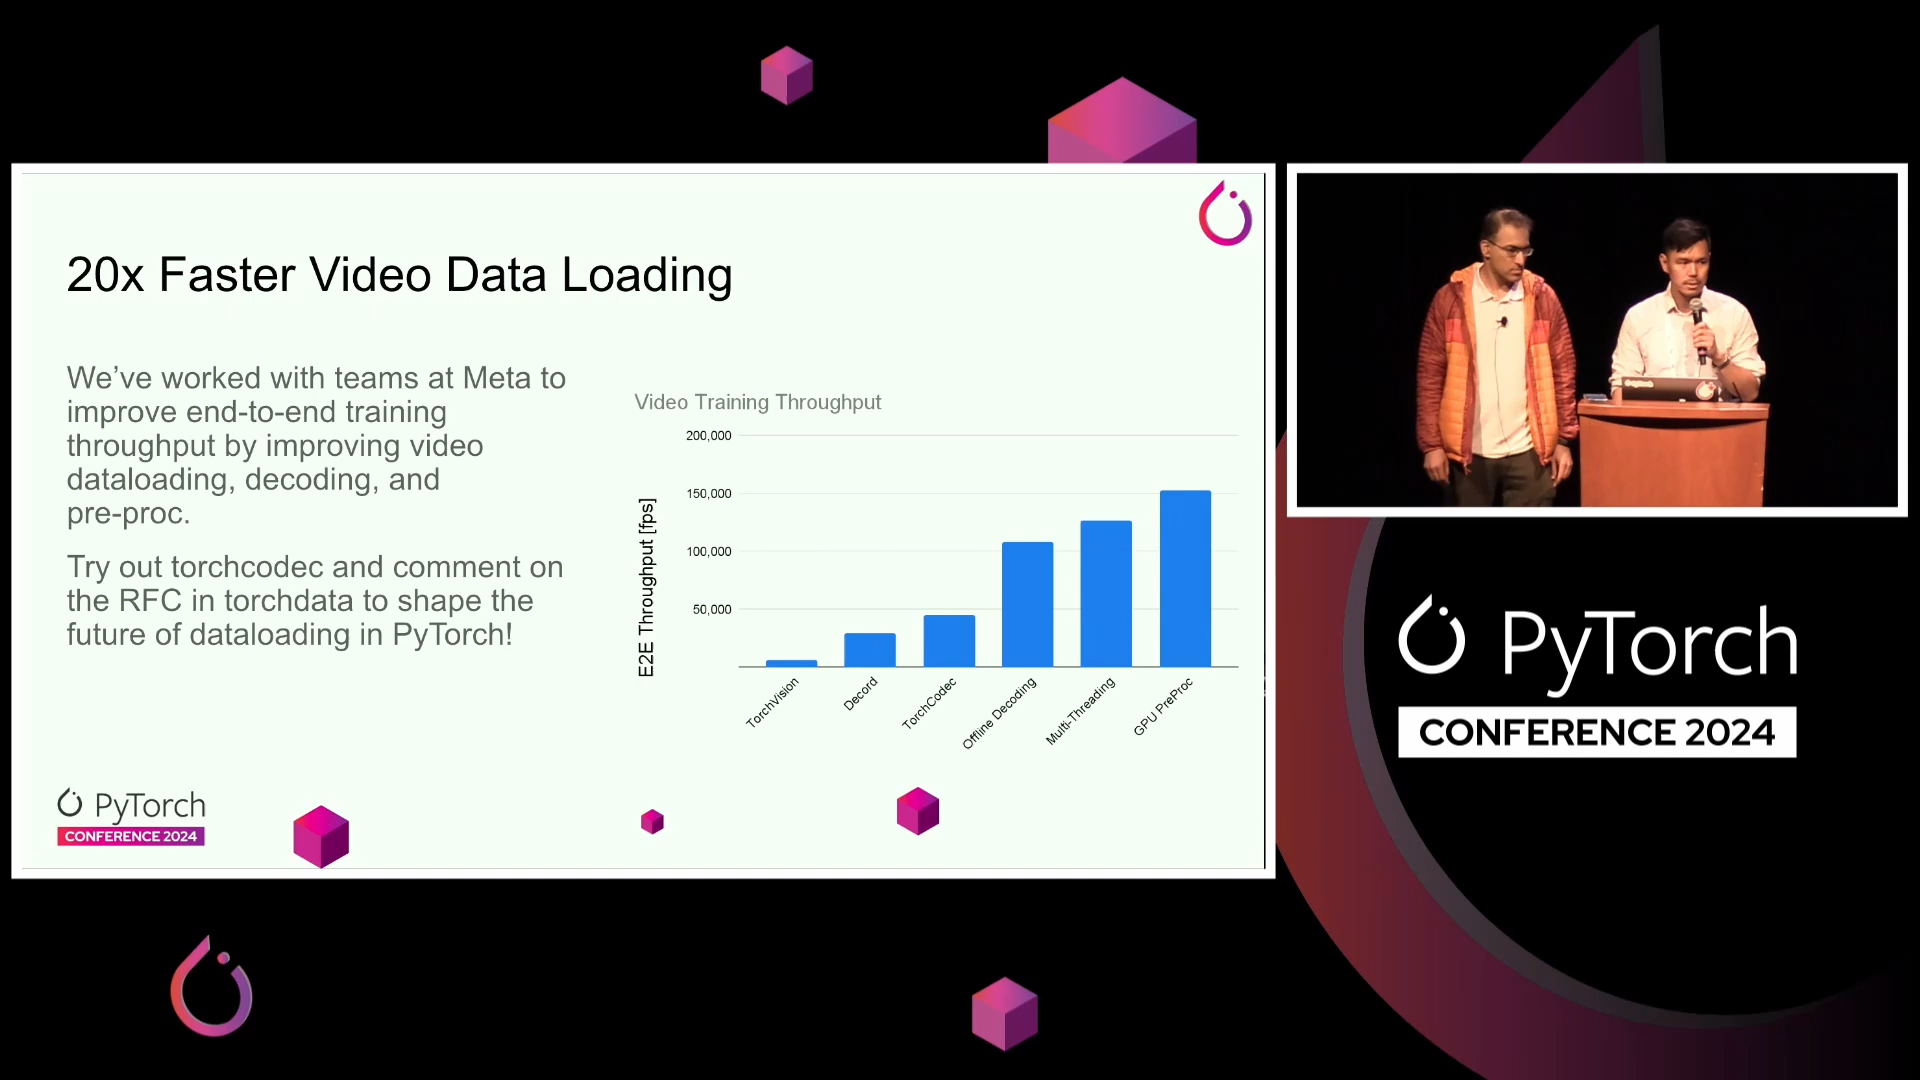 20x Faster Video Data Loading
We’ve worked with teams at Meta to
improve end-to-end training
throughput by improving video
dataloading, decoding, and
pre-proc.
Try out torchcodec and comment on
the RFC in torchdata to shape the
future of dataloading in PyTorch!
Video Training Throughput
E2E Throughput [fps]
200,000
150,000
100,000
50,000
TorchVision
Decord
TorchCodec
Offline Decoding
Multi-Threading
GPU PreProc
PyTorch
CONFERENCE 2024
PyTorch
CONFERENCE 2024